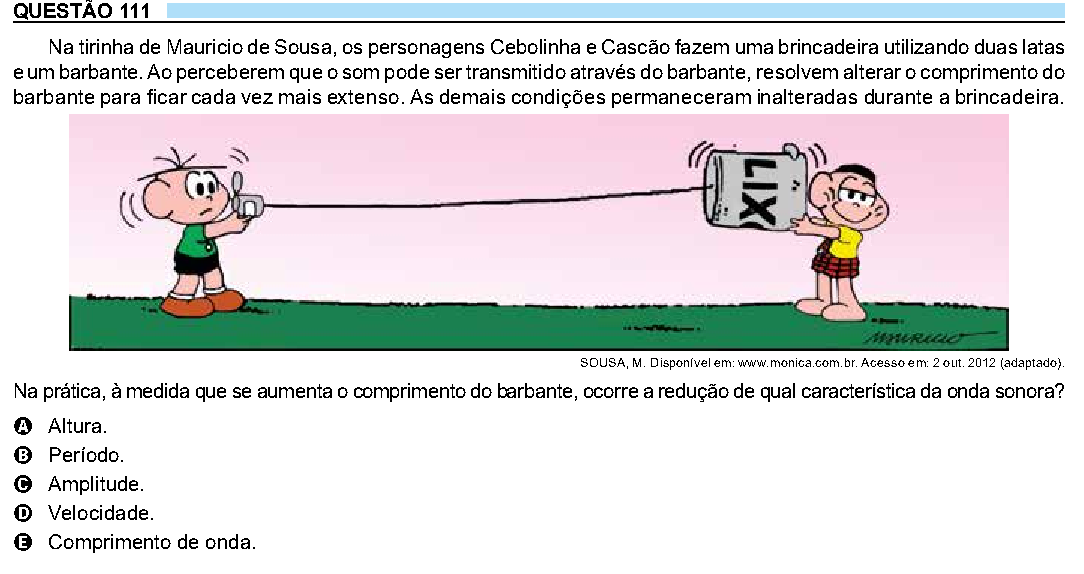 QUESTÃO 111
Na tirinha de Mauricio de Sousa, os personagens Cebolinha e Cascão fazem uma brincadeira utilizando duas latas
e um barbante. Ao perceberem que o som pode ser transmitido através do barbante, resolvem alterar o comprimento do
barbante para ficar cada vez mais extenso. As demais condições permaneceram inalteradas durante a brincadeira.
LIX
MAURICIO
SOUSA, M. Disponível em: www.monica.com.br. Acesso em: 2 out. 2012 (adaptado).
Na prática, à medida que se aumenta o comprimento do barbante, ocorre a redução de qual característica da onda sonora?
A Altura.
B Período.
C Amplitude.
D Velocidade.
E Comprimento de onda.